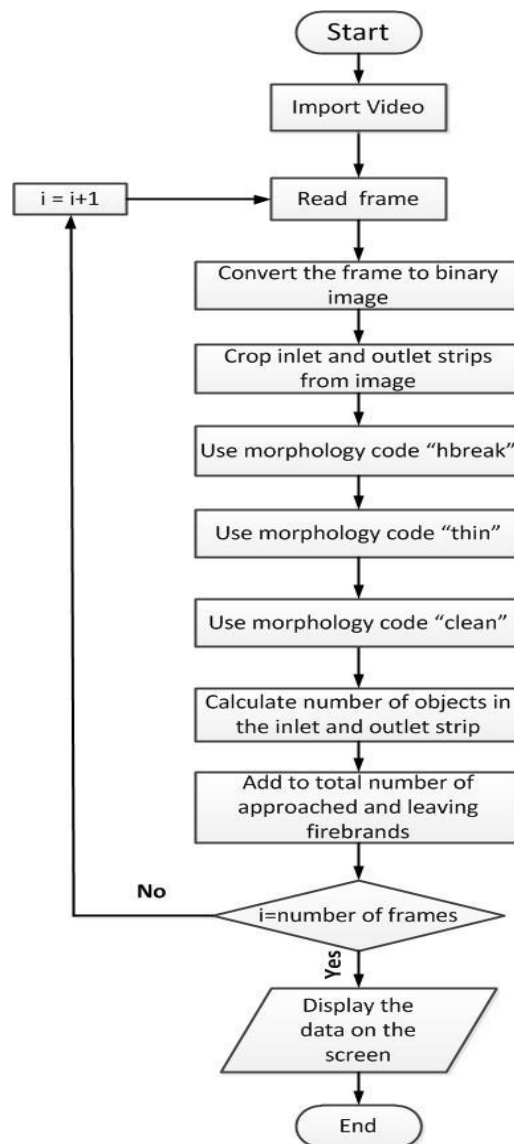 Start
Import Video
i = i+1
Read frame
Convert the frame to binary
image
Crop inlet and outlet strips
from image
Use morphology code “hbreak”
Use morphology code “thin”
Use morphology code “clean”
Calculate number of objects in
the inlet and outlet strip
Add to total number of
approached and leaving
firebrands
No
i=number of frames
Yes
Display the
data on the
screen
End